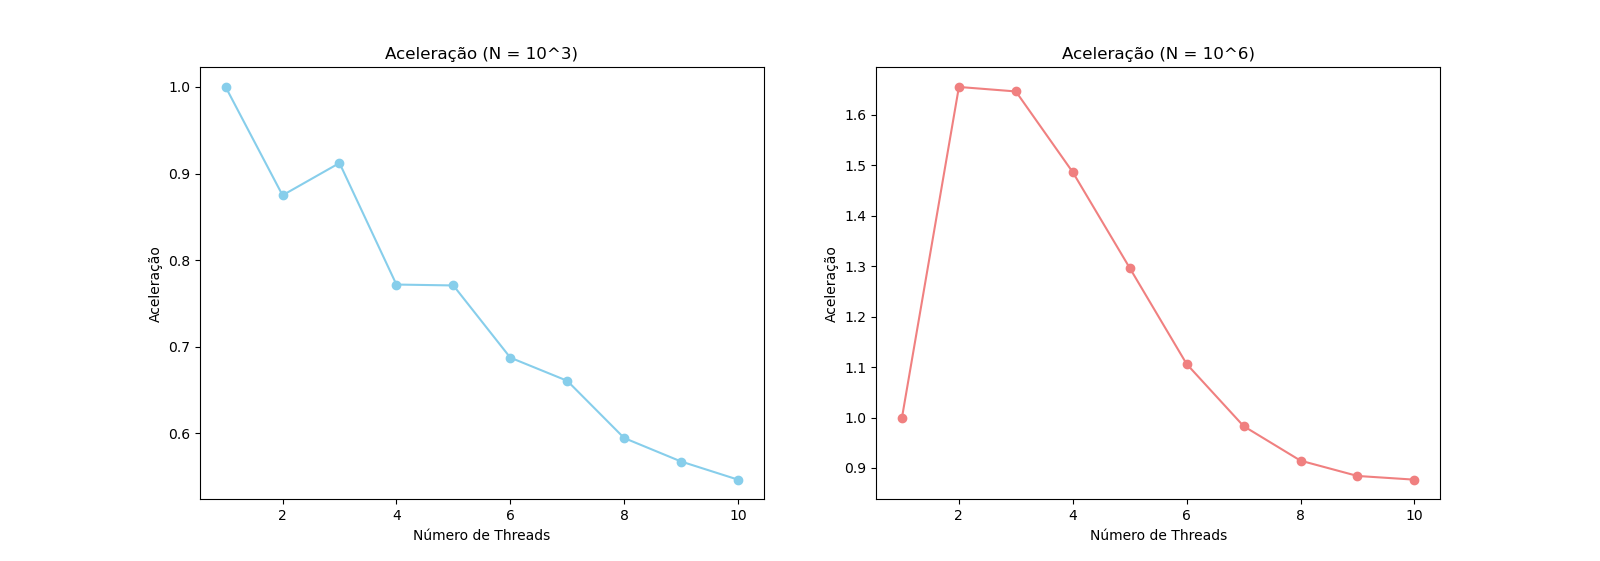 Aceleração (N = 10^3)
1.0
0.9
0.8
0.7
0.6
Aceleração
2 4 6 8 10
Número de Threads
Aceleração (N = 10^6)
1.6
1.5
1.4
1.3
1.2
1.1
1.0
0.9
Aceleração
2 4 6 8 10
Número de Threads